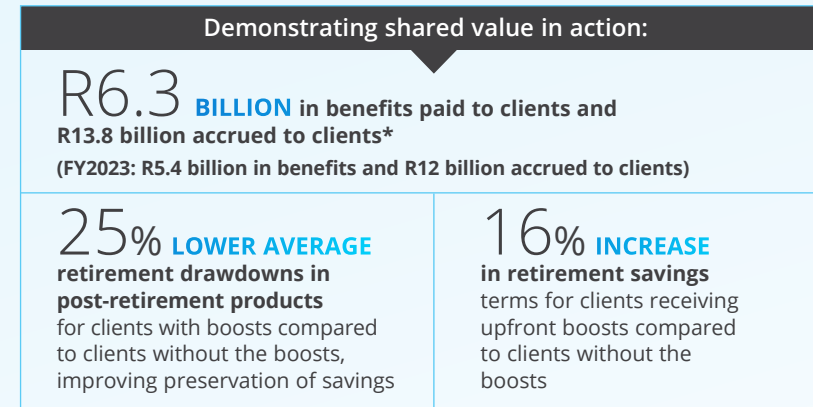 Demonstrating shared value in action:
R6.3 BILLION in benefits paid to clients and
R13.8 billion accrued to clients*
(FY2023: R5.4 billion in benefits and R12 billion accrued to clients)
25% LOWER AVERAGE
retirement drawdowns in
post-retirement products
for clients with boosts compared
to clients without the boosts,
improving preservation of savings
16% INCREASE
in retirement savings
terms for clients receiving
upfront boosts compared
to clients without the
boosts